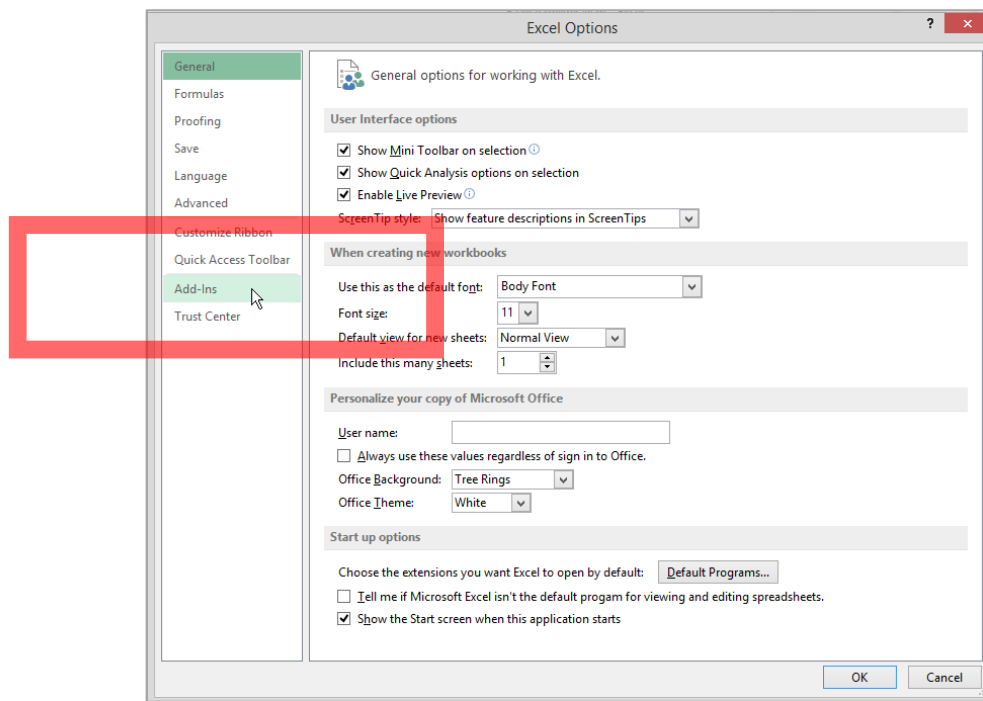 Excel Options
?
General
Formulas
Proofing
Save
Language
Advanced
Customize Ribbon
Quick Access Toolbar
Add-Ins
Trust Center
General options for working with Excel.
User Interface options
Show Mini Toolbar on selection
Show Quick Analysis options on selection
Enable Live Preview
ScreenTip style: Show feature descriptions in ScreenTips
When creating new workbooks
Use this as the default font: Body Font
Font size: 11
Default view for new sheets: Normal View
Include this many sheets: 1
Personalize your copy of Microsoft Office
User name:
Always use these values regardless of sign in to Office.
Office Background: Tree Rings
Office Theme: White
Start up options
Choose the extensions you want Excel to open by default: Default Programs...
Tell me if Microsoft Excel isn't the default progam for viewing and editing spreadsheets.
Show the Start screen when this application starts
OK Cancel